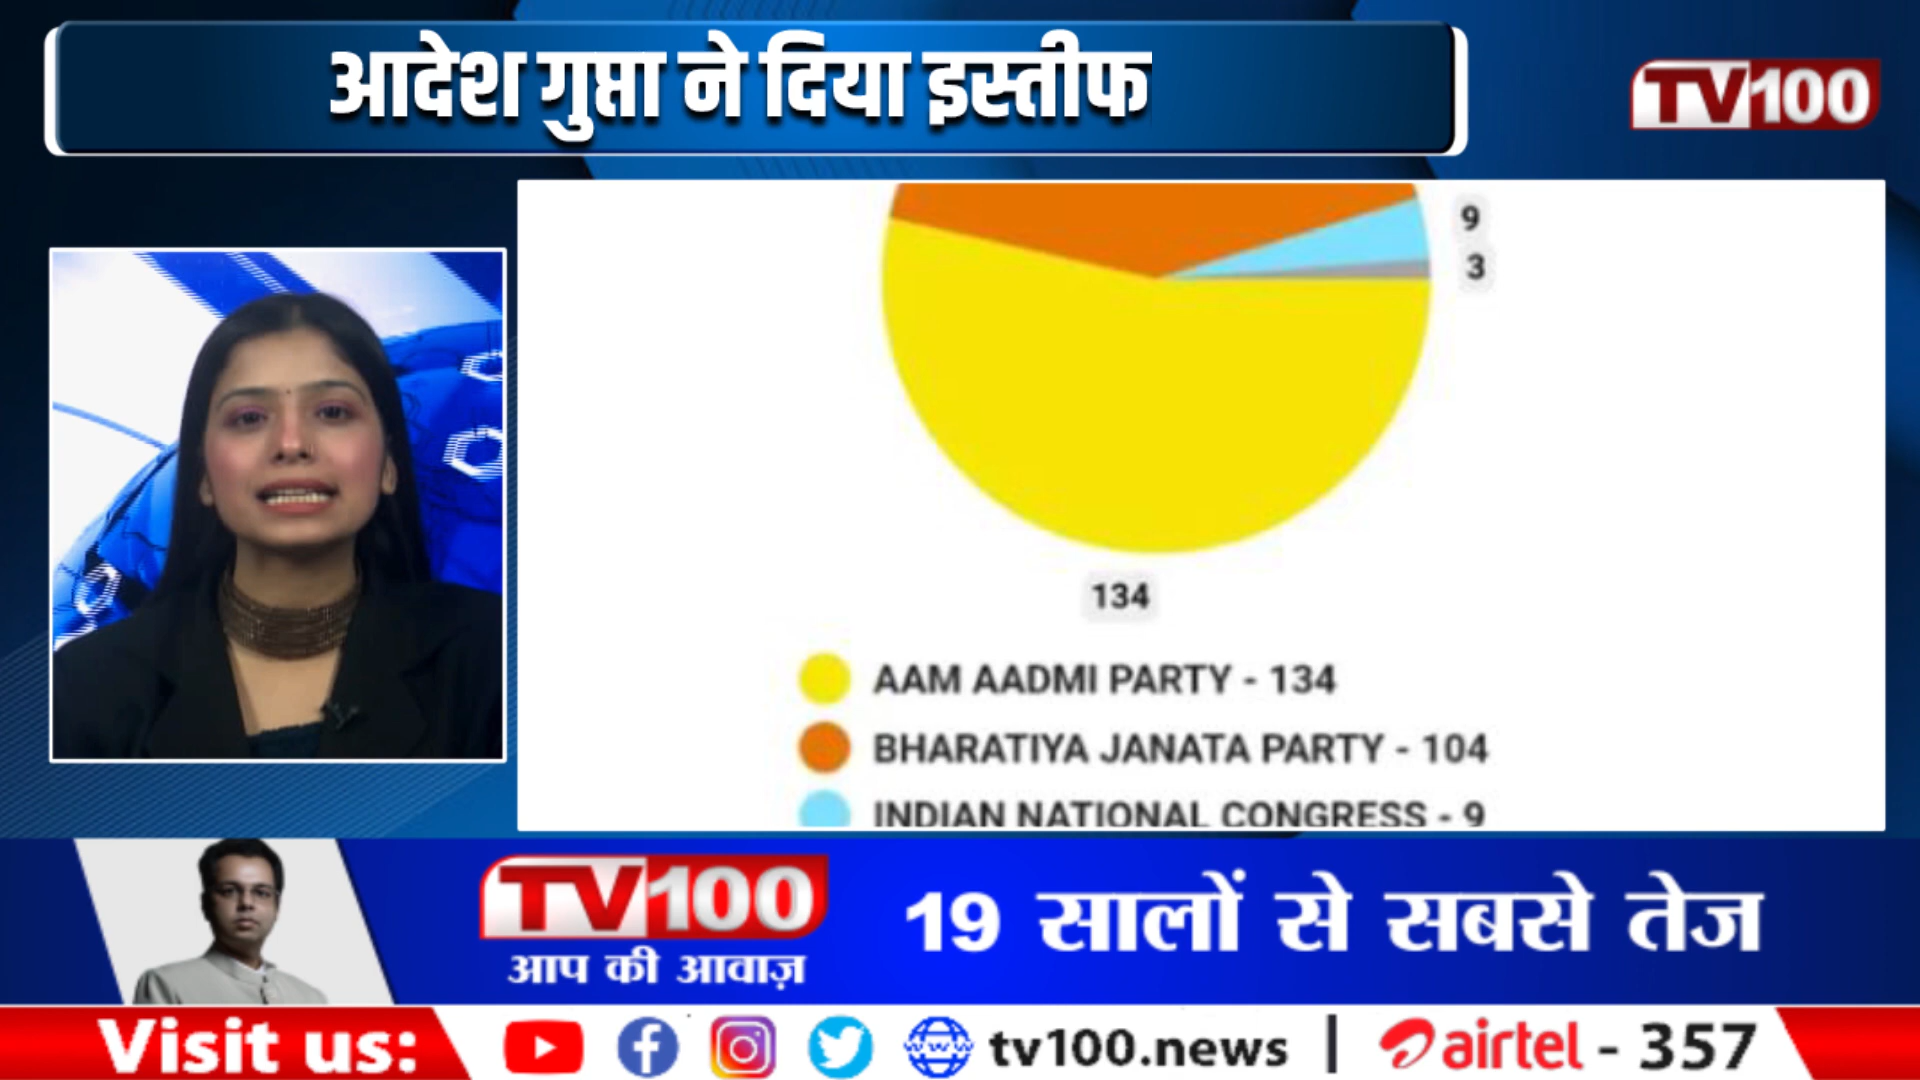 आदेश गुप्ता ने दिया इस्तीफ
TV100
9
3
134
AAM AADMI PARTY - 134
BHARATIYA JANATA PARTY - 104
INDIAN NATIONAL CONGRESS - 9
TV100
आप की आवाज़
19 सालों से सबसे तेज
Visit us:
www
tv100.news | airtel - 357